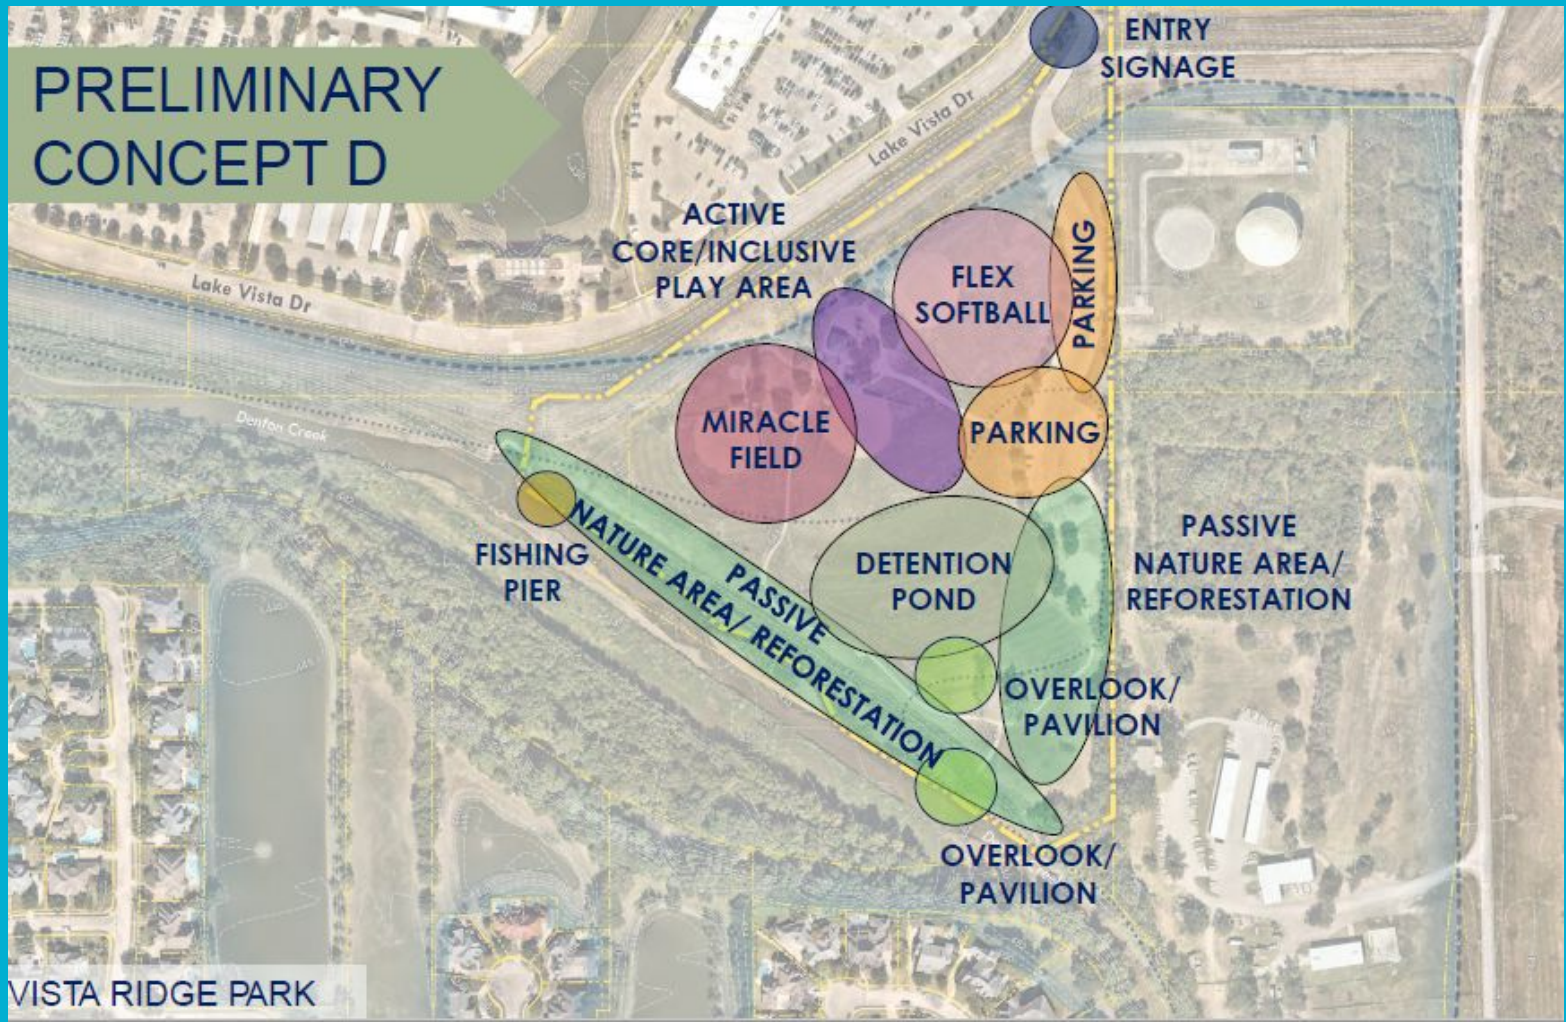 PRELIMINARY
CONCEPT D
ENTRY
SIGNAGE
Lake Vista Dr
ACTIVE
CORE/INCLUSIVE
PLAY AREA
FLEX
SOFTBALL
PARKING
Lake Vista Dr
MIRACLE
FIELD
PARKING
Denton Creek
FISHING
PIER
PASSIVE
NATURE AREA/ REFORESTATION
DETENTION
POND
PASSIVE
NATURE AREA/
REFORESTATION
OVERLOOK/
PAVILION
OVERLOOK/
PAVILION
VISTA RIDGE PARK